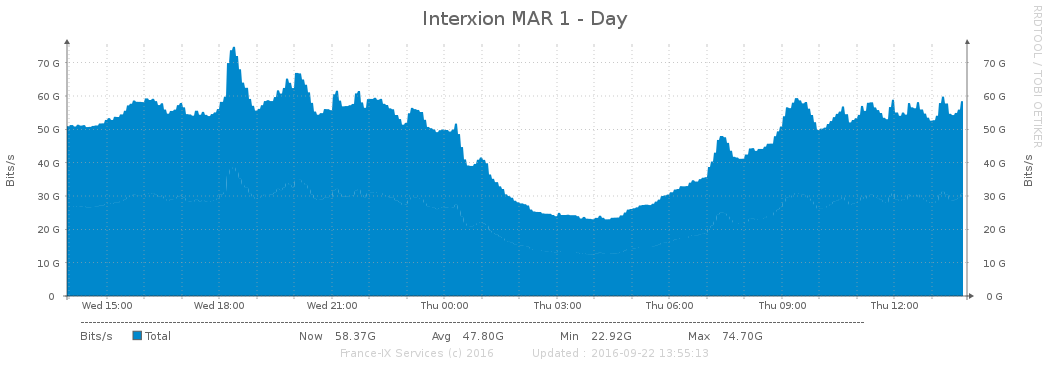 Interxion MAR 1 - Day
RRDTOOL / TOBI OETIKER
Bits/s
Bits/s
70 G 70 G
60 G 60 G
50 G 50 G
40 G 40 G
30 G 30 G
20 G 20 G
10 G 10 G
0 0 G
Wed 15:00 Wed 18:00 Wed 21:00 Thu 00:00 Thu 03:00 Thu 06:00 Thu 09:00 Thu 12:00
Bits/s Total Now 58.37G Avg 47.80G Min 22.92G Max 74.70G
France-IX Services (c) 2016 Updated : 2016-09-22 13:55:13